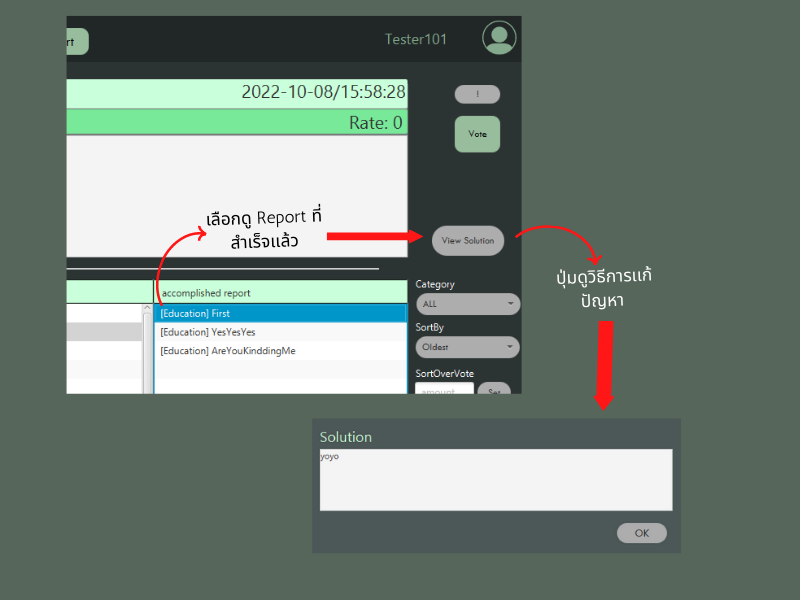 rt
Tester101
2022-10-08/15:58:28
!
Rate: 0
Vote
เลือกดู Report ที่
สำเร็จแล้ว
View Solution
ปุ่มดูวิธีการแก้
ปัญหา
accomplished report
[Education] First
[Education] YesYesYes
[Education] AreYouKinddingMe
Category
ALL
SortBy
Oldest
SortOverVote
amount
Set
Solution
yoyo
OK